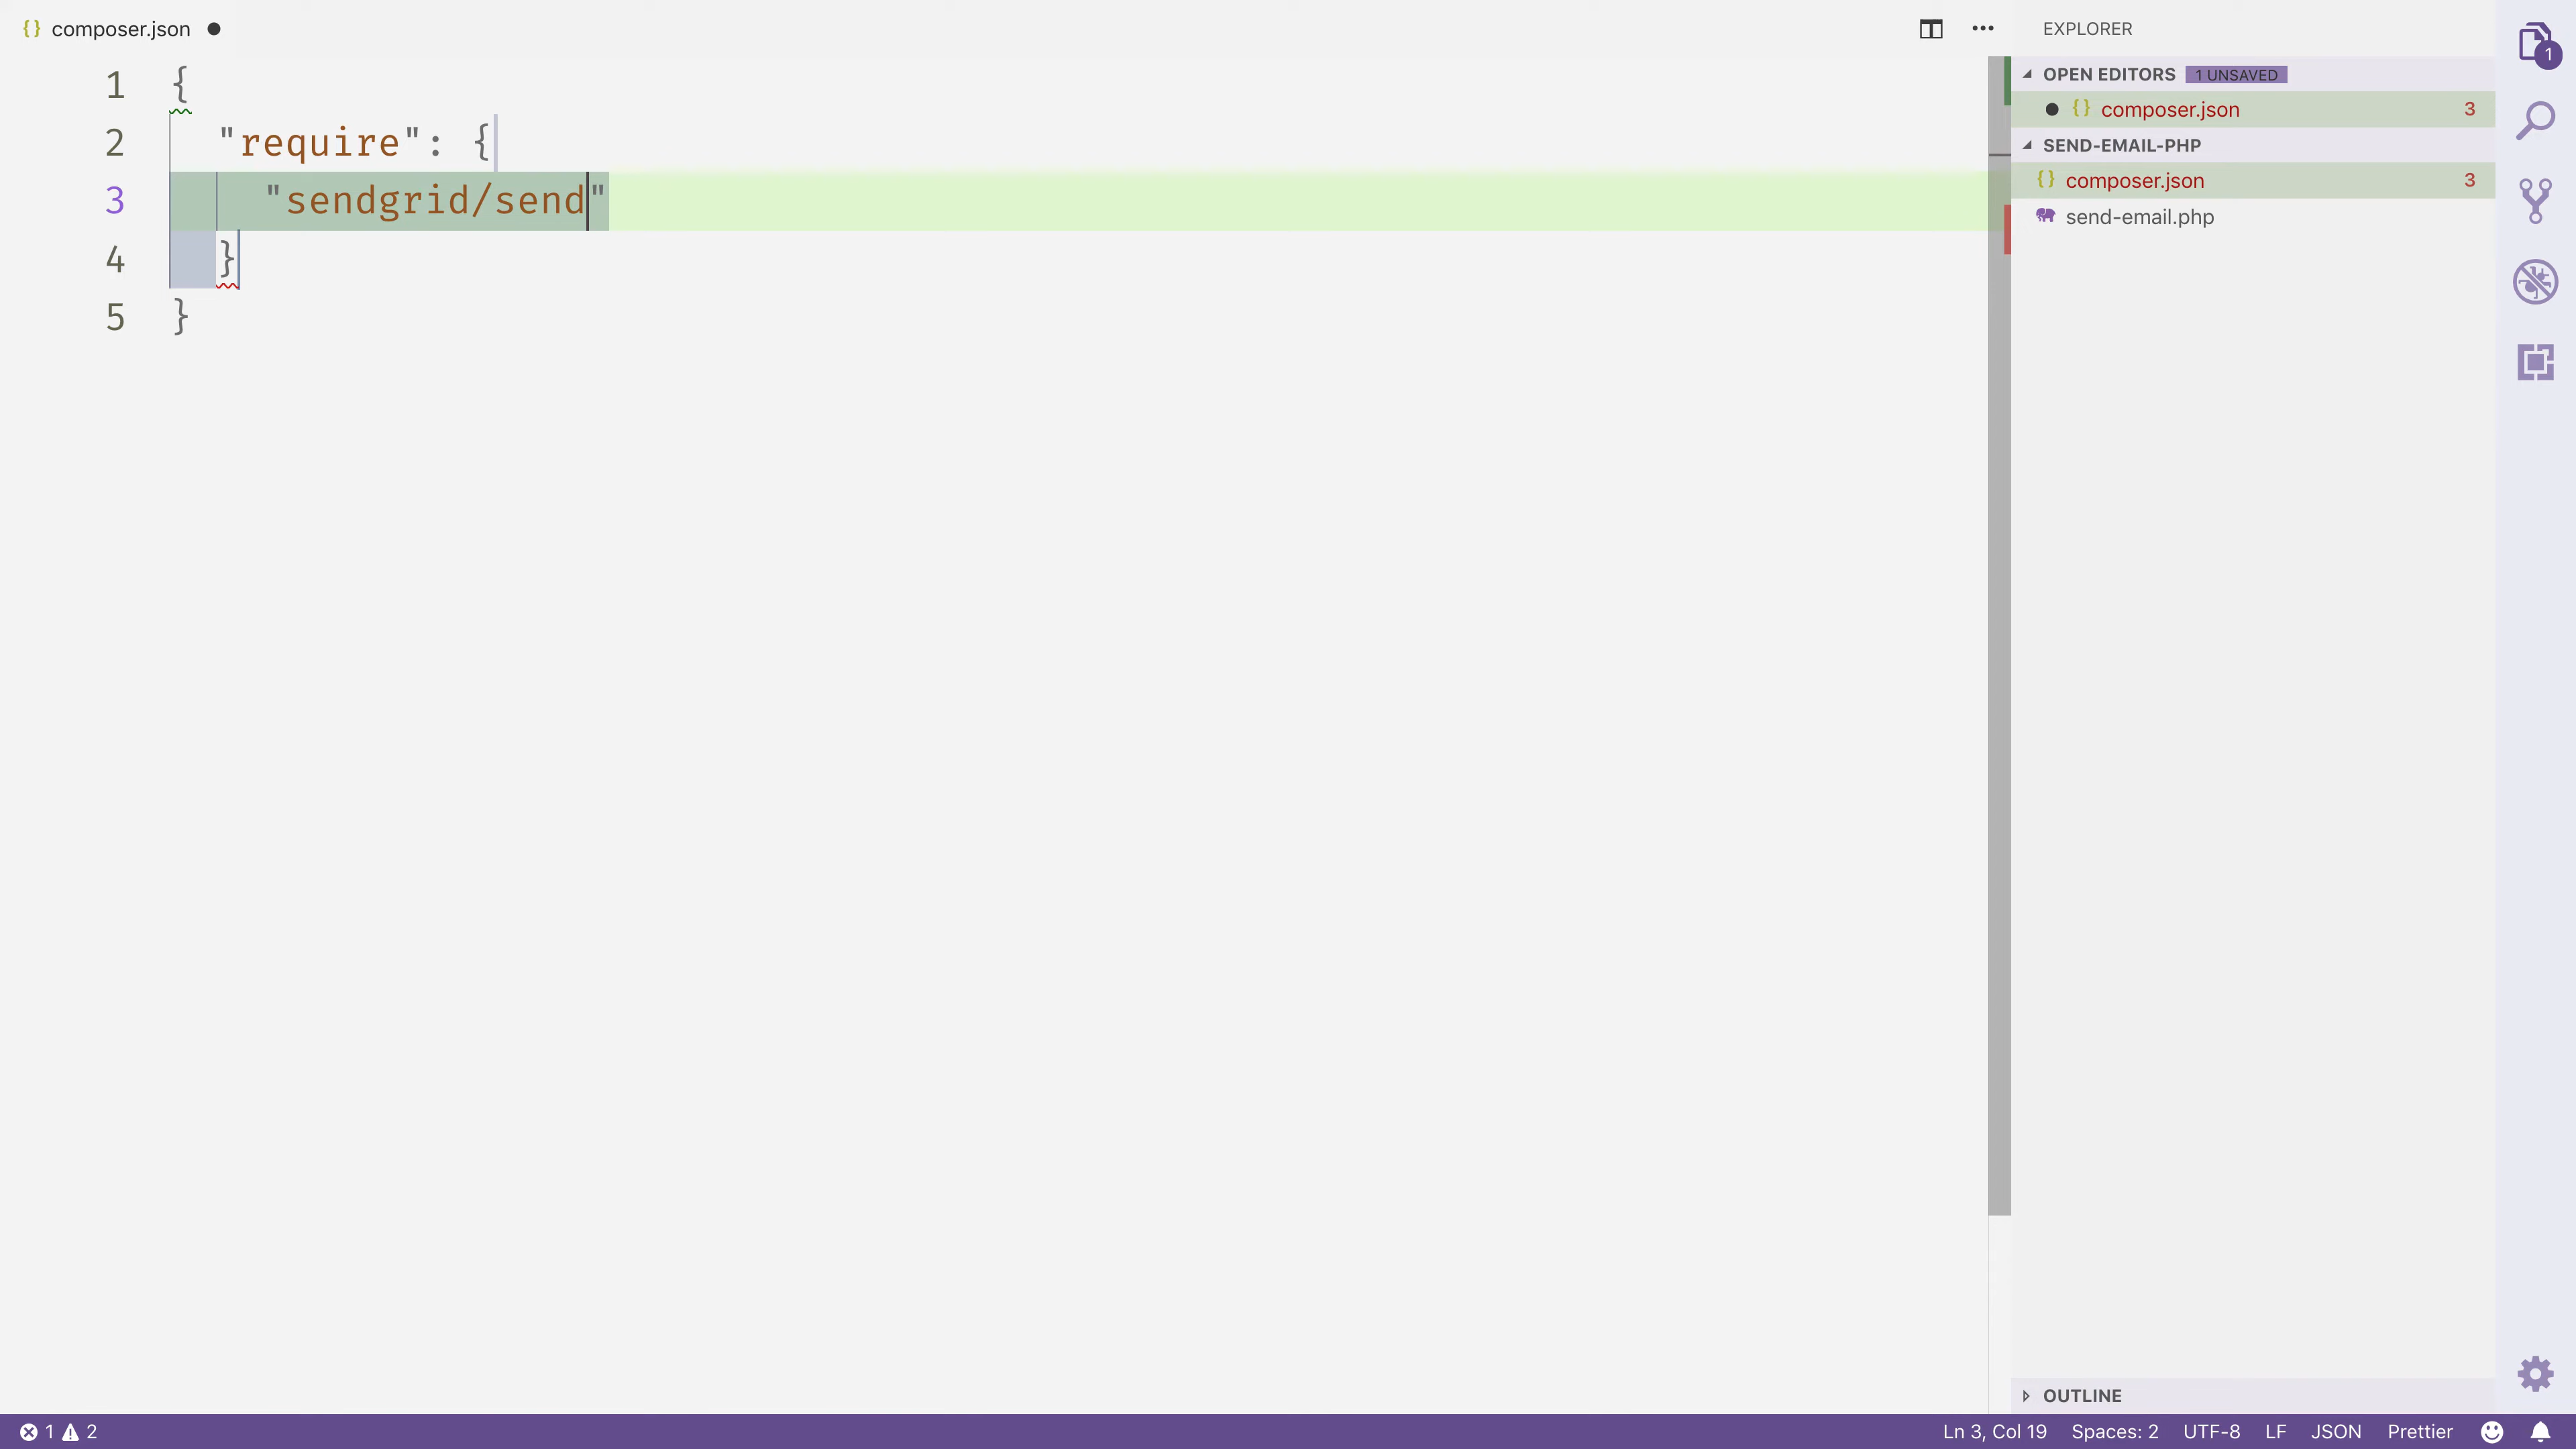 {} composer.json ●
1 {
2 "require": {
3 "sendgrid/send"
4 }
5 }
EXPLORER
1
OPEN EDITORS 1 UNSAVED
● {} composer.json 3
SEND-EMAIL-PHP
{} composer.json 3
send-email.php
OUTLINE
1 2
Ln 3, Col 19 Spaces: 2 UTF-8 LF JSON Prettier